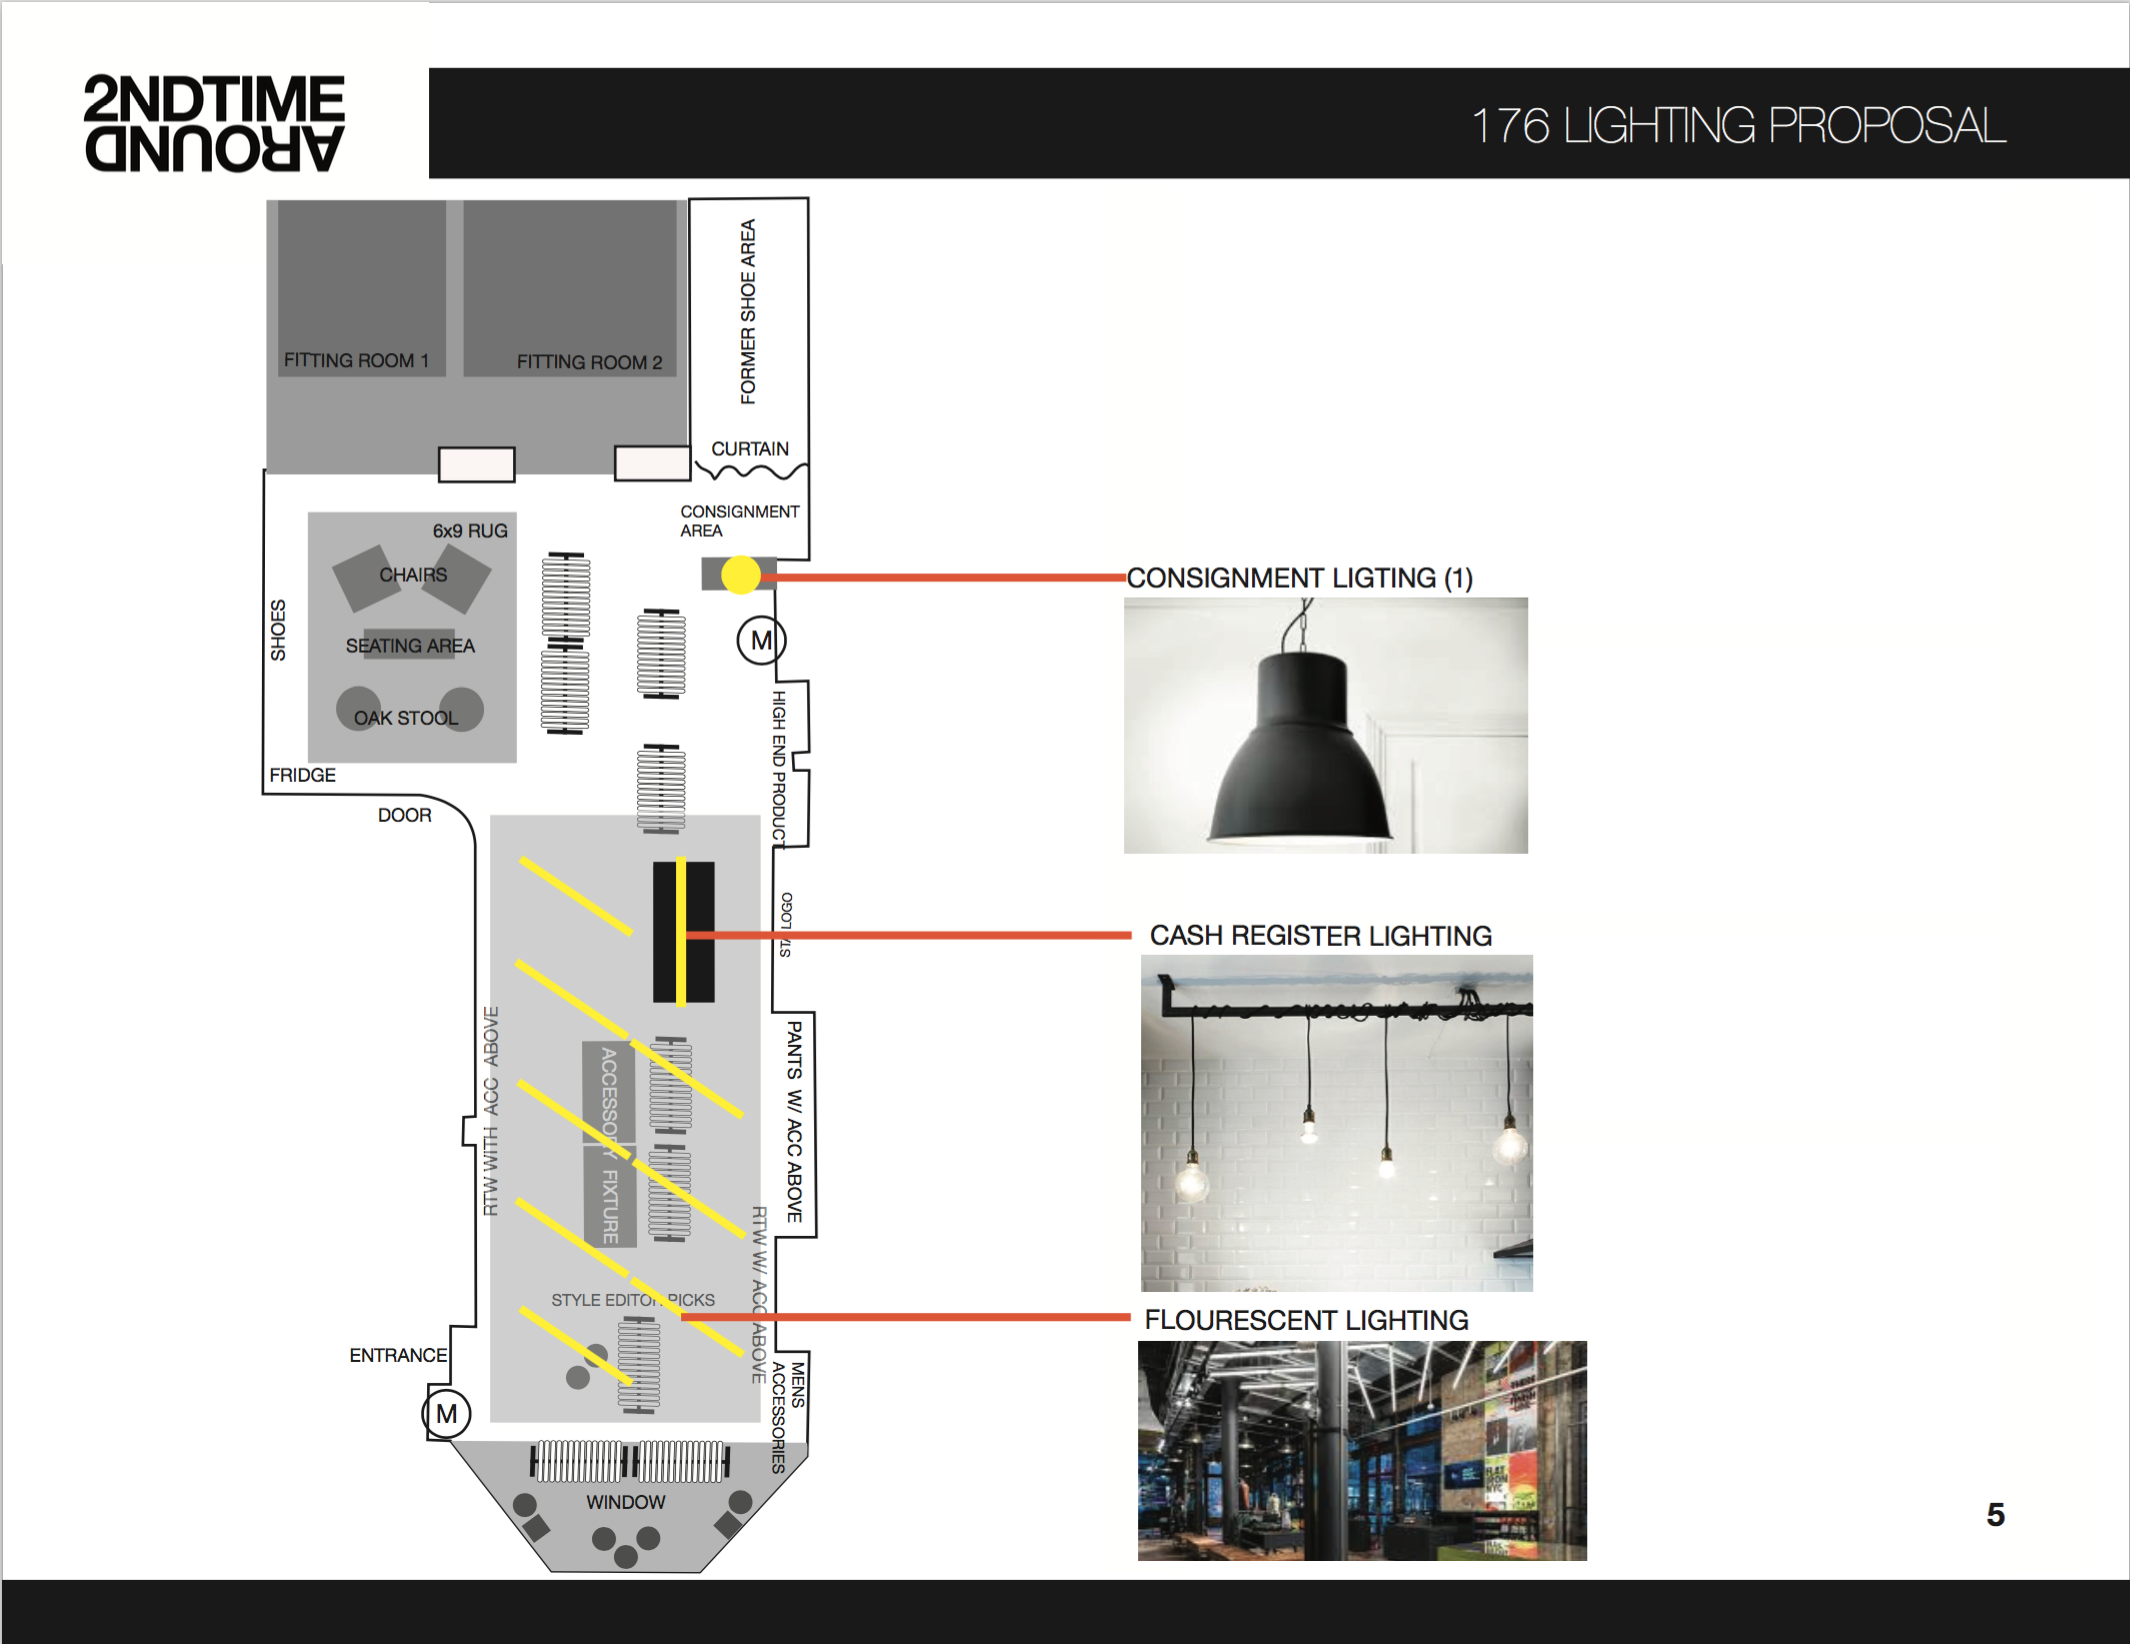 2NDTIME
AROUND
176 LIGHTING PROPOSAL
FORMER SHOE AREA
FITTING ROOM 1
FITTING ROOM 2
CURTAIN
CONSIGNMENT
AREA
6x9 RUG
CHAIRS
SHOES
SEATING AREA
OAK STOOL
FRIDGE
DOOR
M
HIGH END PRODUCT
CONSIGNMENT LIGTING (1)
STA LOGO
CASH REGISTER LIGHTING
RTW WITH ACC ABOVE
ACCESSORY FIXTURE
PANTS W/ ACC ABOVE
RTW W/ ACC ABOVE
STYLE EDITOR PICKS
FLOURESCENT LIGHTING
ENTRANCE
M
MENS
ACCESSORIES
WINDOW
5